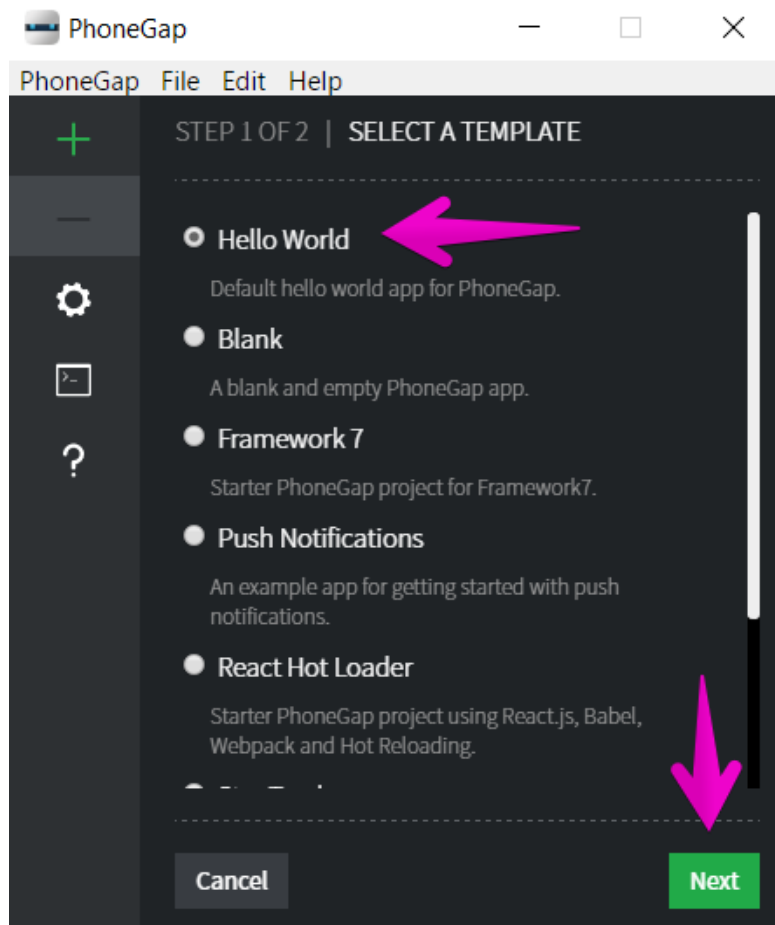 PhoneGap
PhoneGap File Edit Help
STEP 1 OF 2 | SELECT A TEMPLATE
Hello World
Default hello world app for PhoneGap.
Blank
A blank and empty PhoneGap app.
Framework 7
Starter PhoneGap project for Framework7.
Push Notifications
An example app for getting started with push
notifications.
React Hot Loader
Starter PhoneGap project using React.js, Babel,
Webpack and Hot Reloading.
Cancel
Next